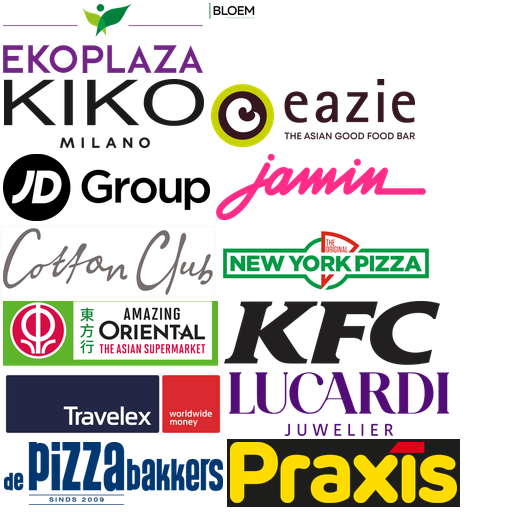 BLOEM
EKOPLAZA
KIKO
MILANO
eazie
THE ASIAN GOOD FOOD BAR
JD Group
jamin
Cotton Club
THE
ORIGINAL
NEW YORK PIZZA
東方行
AMAZING
ORIENTAL
THE ASIAN SUPERMARKET
KFC
Travelex
worldwide
money
LUCARDI
JUWELIER
de PiZZAbakkers
SINDS 2009
Praxis